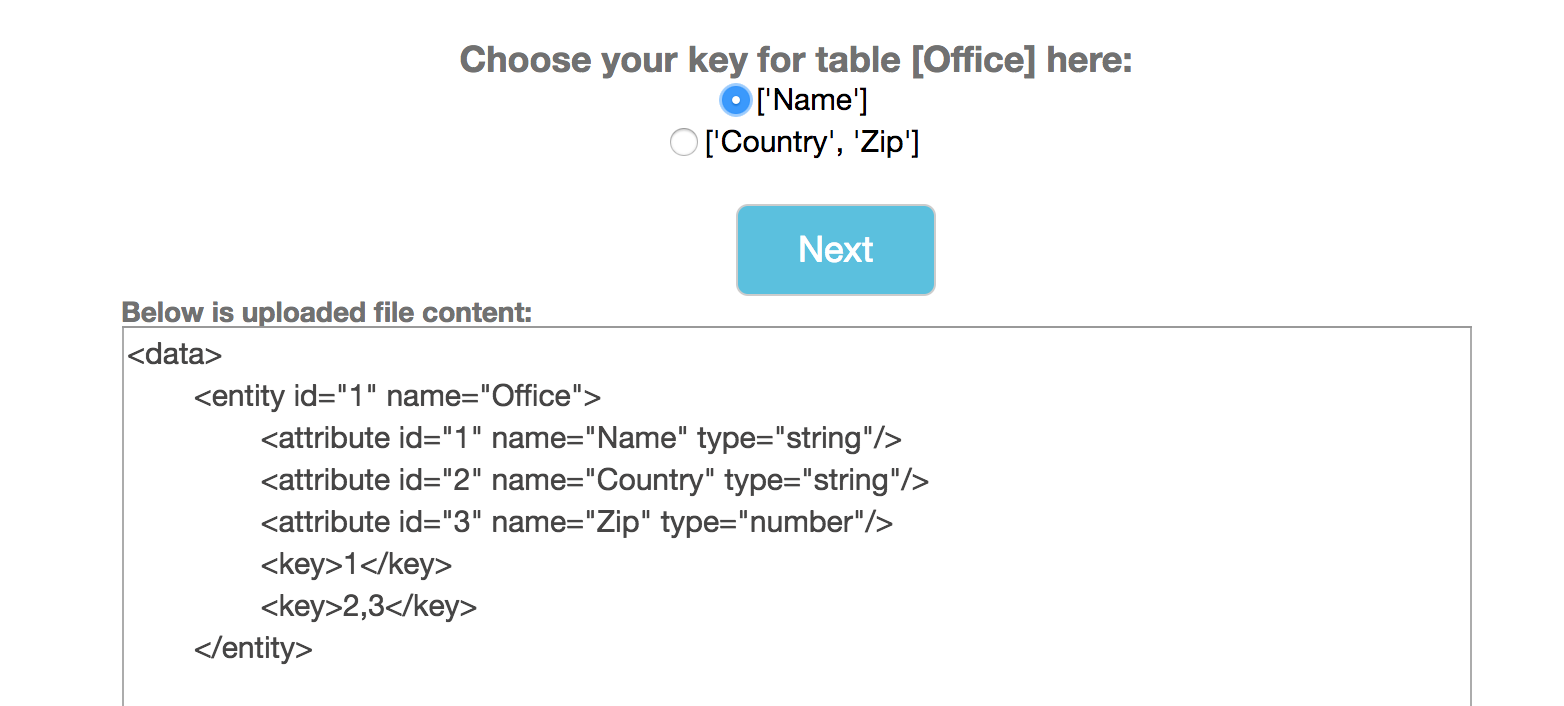 Choose your key for table [Office] here:
['Name']
['Country', 'Zip']
Next
Below is uploaded file content:
<data>
<entity id="1" name="Office">
<attribute id="1" name="Name" type="string"/>
<attribute id="2" name="Country" type="string"/>
<attribute id="3" name="Zip" type="number"/>
<key>1</key>
<key>2,3</key>
</entity>